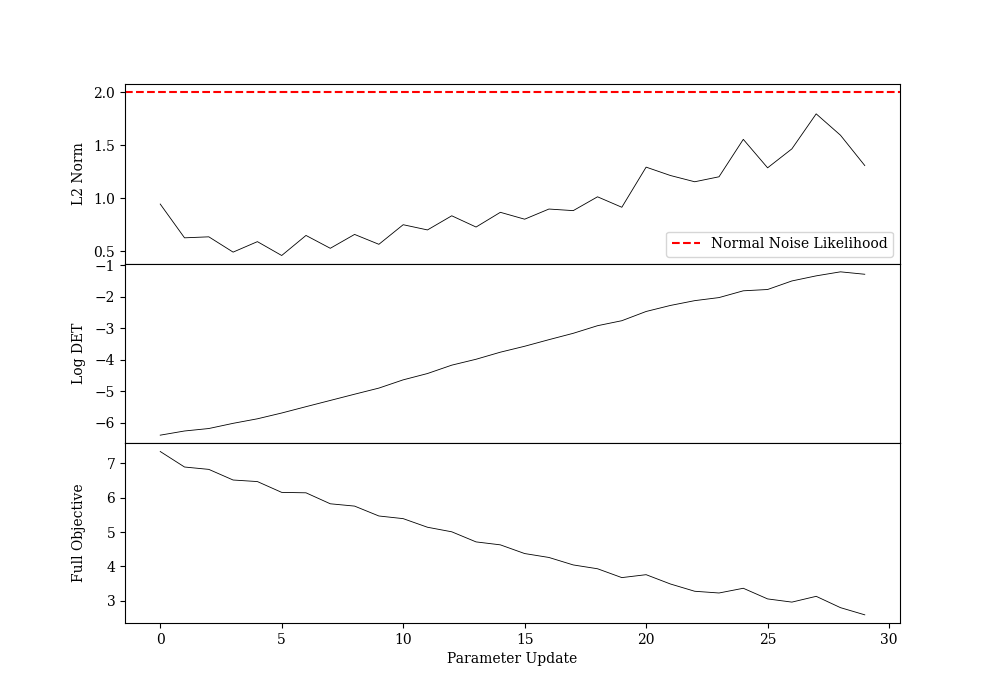 L2 Norm
2.0
1.5
1.0
0.5
Normal Noise Likelihood
Log DET
−1
−2
−3
−4
−5
−6
Full Objective
7
6
5
4
3
0 5 10 15 20 25 30
Parameter Update